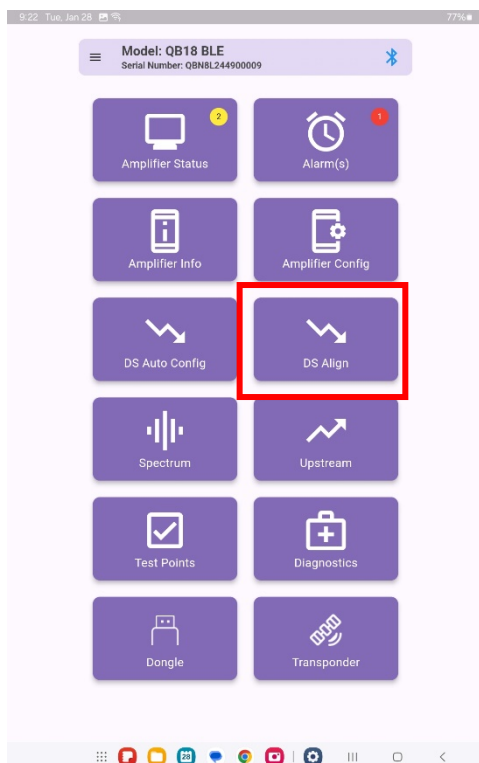 9:22 Tue, Jan 28
77%
Model: QB18 BLE
Serial Number: QBN8L244900009
2
1
Amplifier Status
Alarm(s)
Amplifier Info
Amplifier Config
DS Auto Config
DS Align
Spectrum
Upstream
Test Points
Diagnostics
Dongle
Transponder
28